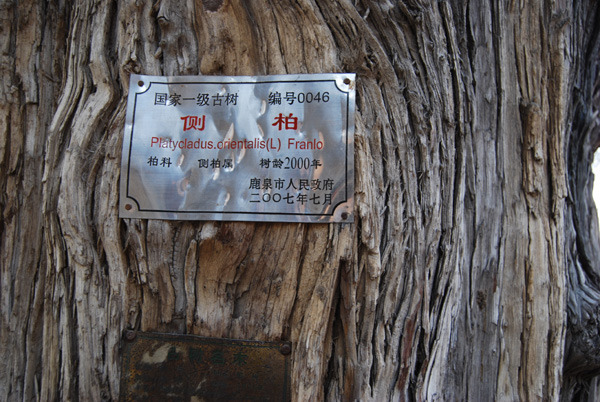 国家一级古树 编号0046
侧 柏
Platycladus.orientalis(L) Franlo
柏科 侧柏属 树龄2000年
鹿泉市人民政府
二〇〇七年七月